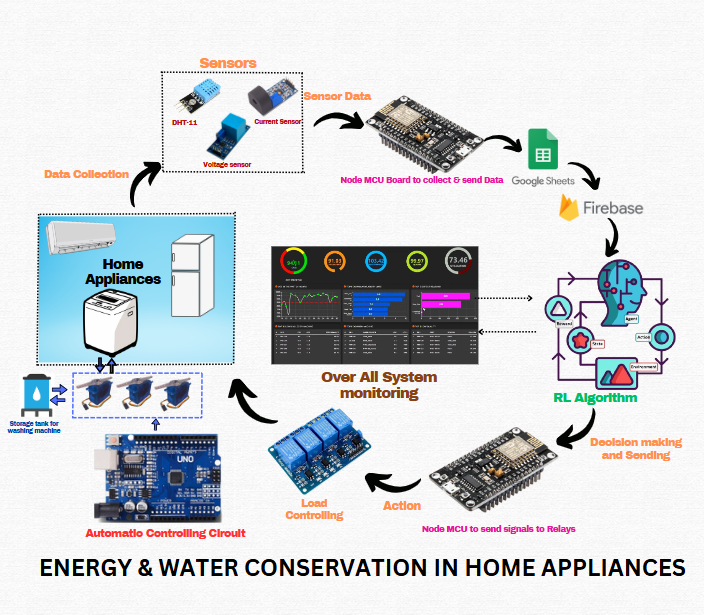 Sensors
DHT-11
Current Sensor
Voltage sensor
Sensor Data
Node MCU Board to collect & send Data
Google Sheets
Firebase
Data Collection
Home
Appliances
73.46
Over All System
monitoring
Reward
Agent
State
Action
Environment
RL Algorithm
Storage tank for
washing machine
UNO
Automatic Controlling Circuit
Load
Controlling
Action
Decision making
and Sending
Node MCU to send signals to Relays
ENERGY & WATER CONSERVATION IN HOME APPLIANCES